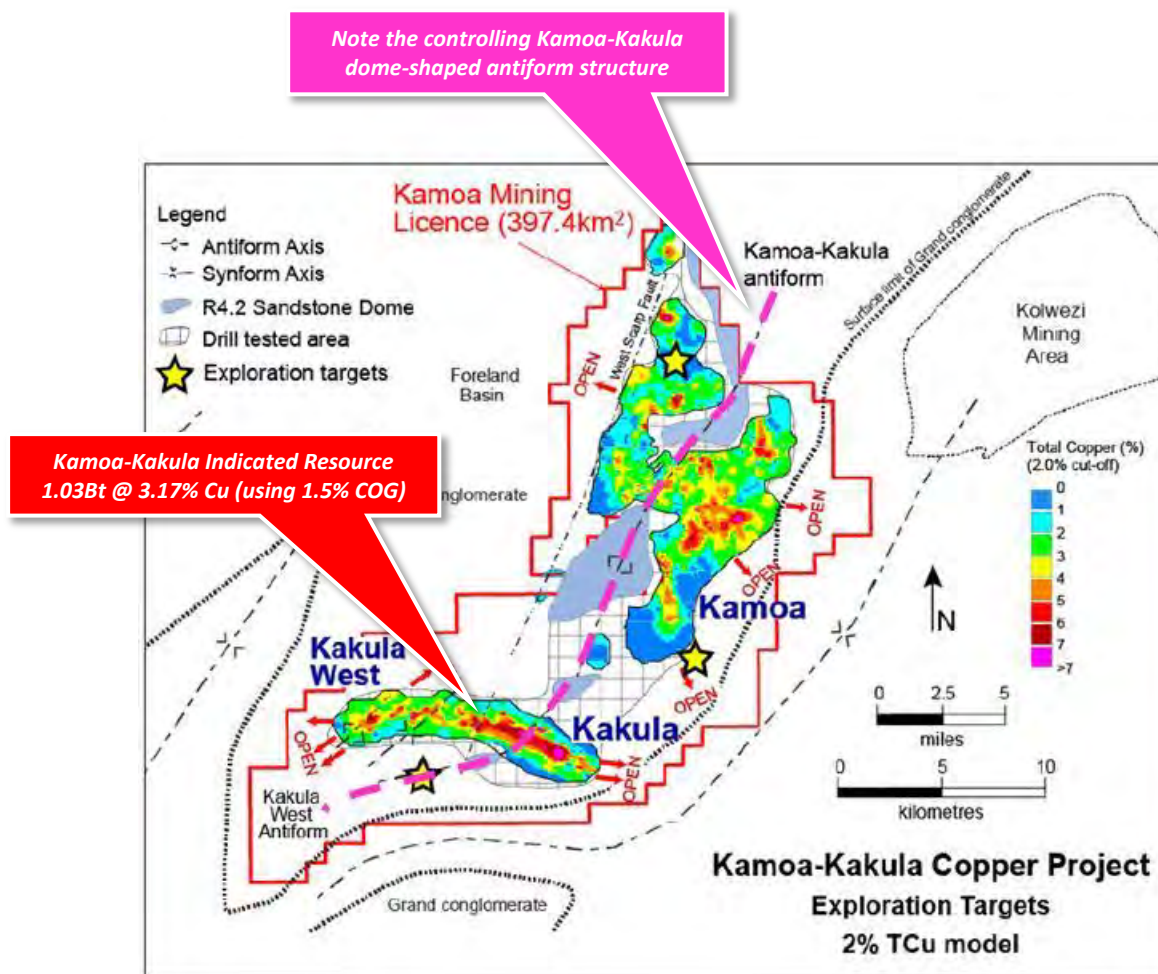 Note the controlling Kamoa-Kakula
dome-shaped antiform structure
Kamoa Mining
Licence (397.4km²)
Legend
Antiform Axis
Synform Axis
R4.2 Sandstone Dome
Drill tested area
Exploration targets
Kamoa-Kakula
antiform
Surface limit of Grand conglomerate
Kolwezi
Mining
Area
West Scarp Fault
OPEN
Foreland
Basin
Kamoa-Kakula Indicated Resource
1.03Bt @ 3.17% Cu (using 1.5% COG)
nglomerate
OPEN
OPEN
Total Copper (%)
(2.0% cut-off)
0
1
2
3
4
5
6
7
>7
N
Kamoa
Kakula
West
OPEN
Kakula
OPEN
OPEN
0 2.5 5
miles
0 5 10
kilometres
Kakula
West
Antiform
Grand conglomerate
Kamoa-Kakula Copper Project
Exploration Targets
2% TCu model